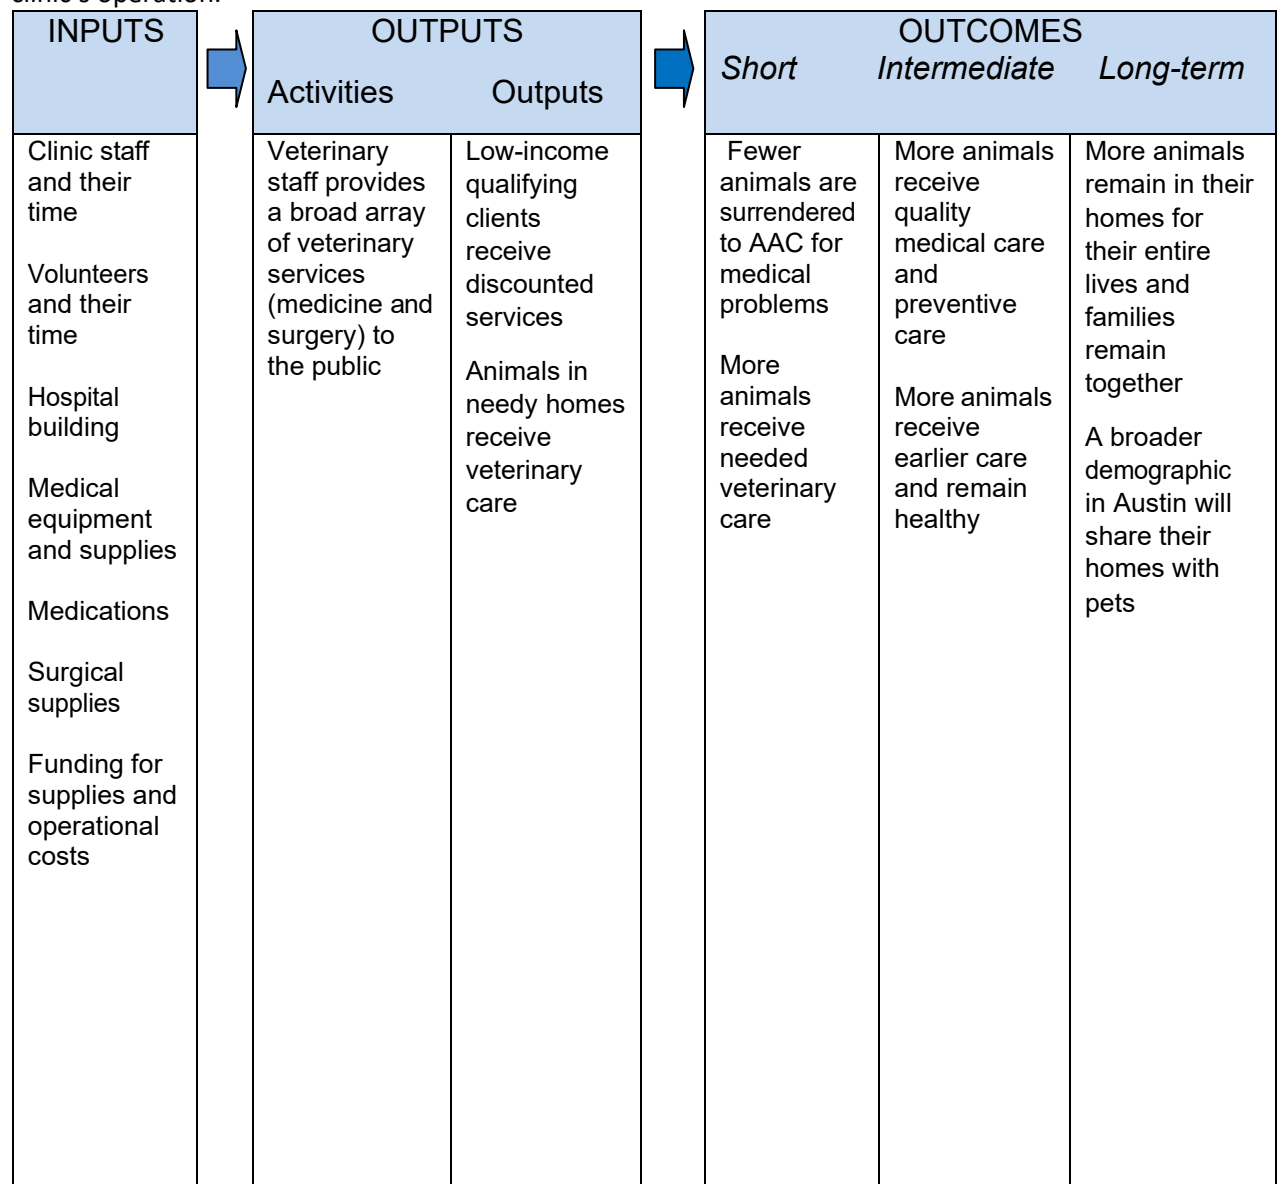 clinic's operation.
INPUTS
Clinic staff
and their
time
Volunteers
and their
time
Hospital
building
Medical
equipment
and supplies
Medications
Surgical
supplies
Funding for
supplies and
operational
costs
OUTPUTS
Activities
Veterinary
staff provides
a broad array
of veterinary
services
(medicine and
surgery) to
the public
Outputs
Low-income
qualifying
clients
receive
discounted
services
Animals in
needy homes
receive
veterinary
care
OUTCOMES
Short
Fewer
animals are
surrendered
to AAC for
medical
problems
More
animals
receive
needed
veterinary
care
Intermediate
More animals
receive
quality
medical care
and
preventive
care
More animals
receive
earlier care
and remain
healthy
Long-term
More animals
remain in their
homes for
their entire
lives and
families
remain
together
A broader
demographic
in Austin will
share their
homes with
pets